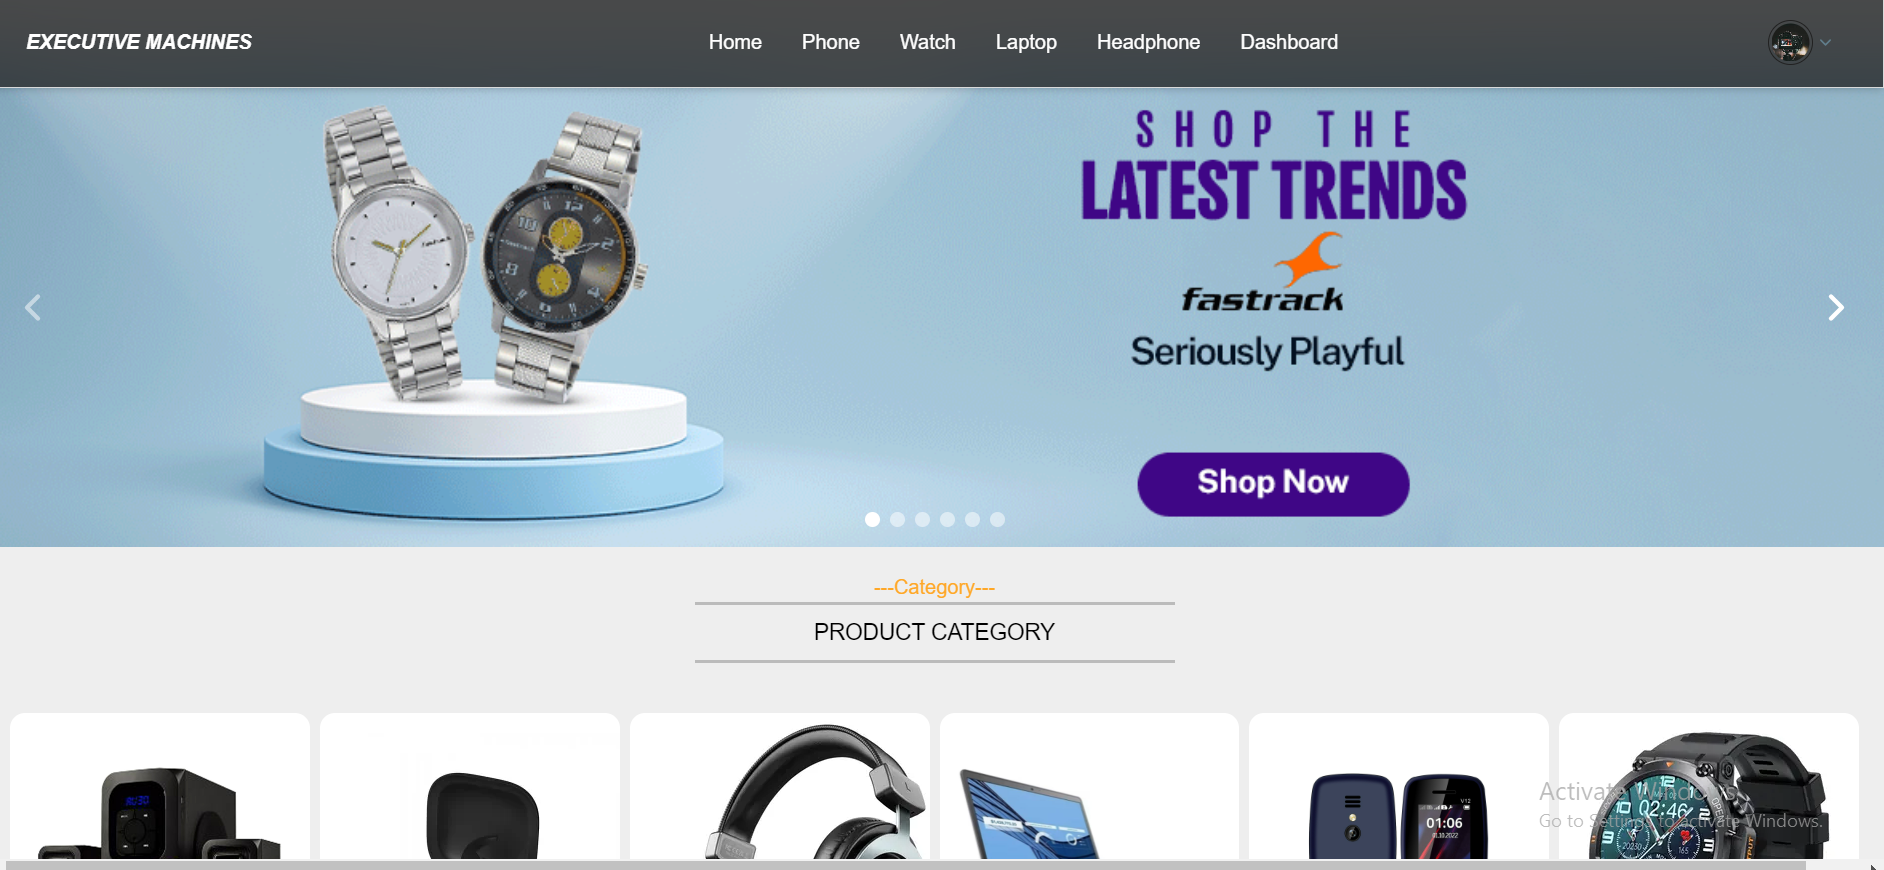 EXECUTIVE MACHINES
Home Phone Watch Laptop Headphone Dashboard
SHOP THE
LATEST TRENDS
fastrack
Seriously Playful
Shop Now
---Category---
PRODUCT CATEGORY
V12
01:06
02:46
Activate Windows
Go to Settings to activate Windows.